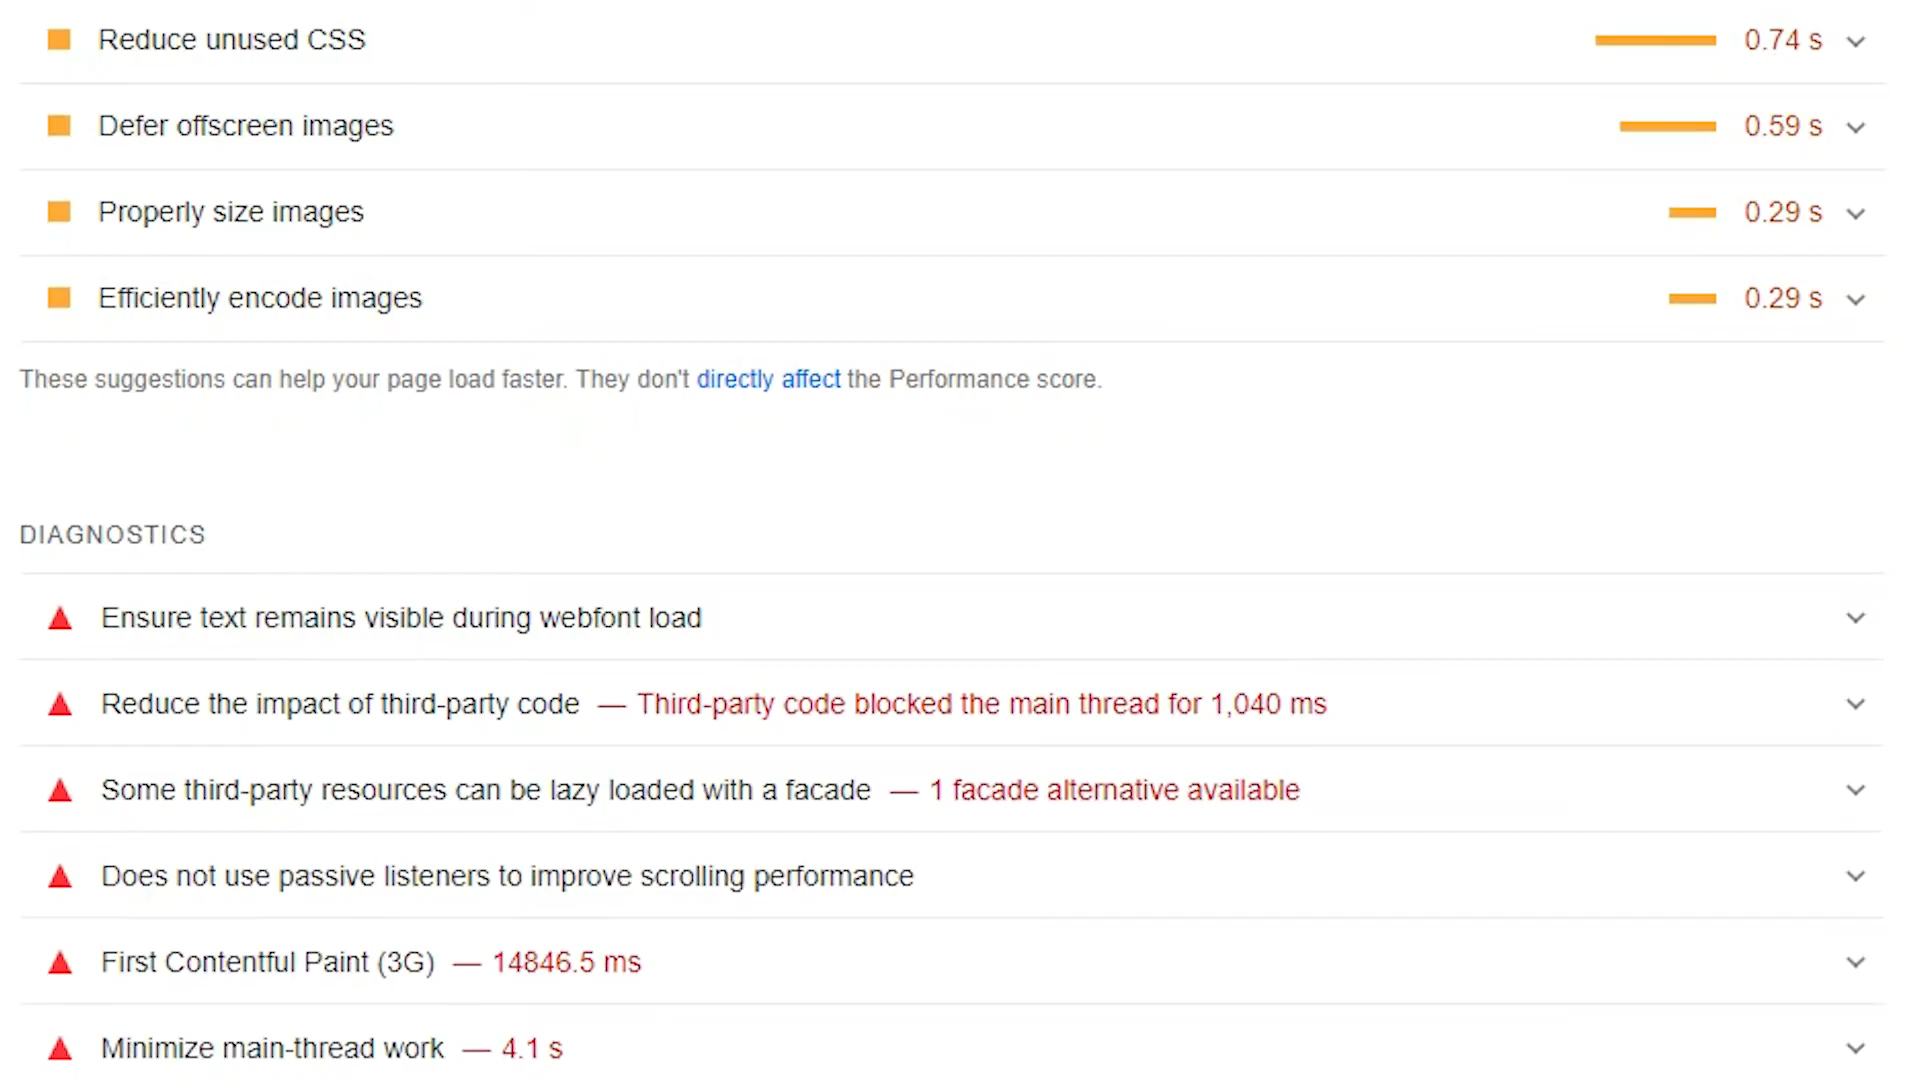 Reduce unused CSS 0.74 s
Defer offscreen images 0.59 s
Properly size images 0.29 s
Efficiently encode images 0.29 s
These suggestions can help your page load faster. They don't directly affect the Performance score.
DIAGNOSTICS
Ensure text remains visible during webfont load
Reduce the impact of third-party code — Third-party code blocked the main thread for 1,040 ms
Some third-party resources can be lazy loaded with a facade — 1 facade alternative available
Does not use passive listeners to improve scrolling performance
First Contentful Paint (3G) — 14846.5 ms
Minimize main-thread work — 4.1 s